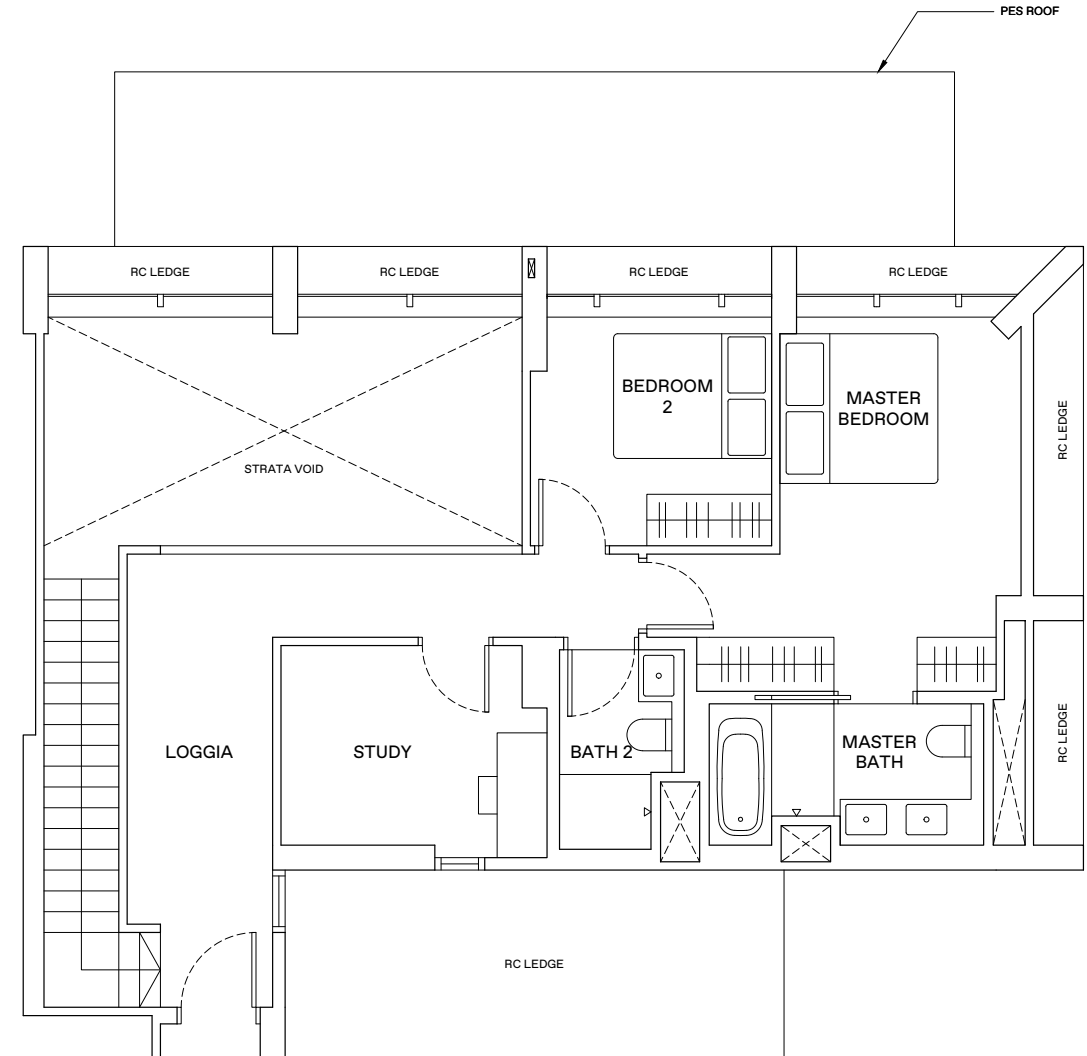 PES ROOF
RC LEDGE
RC LEDGE
RC LEDGE
RC LEDGE
BEDROOM
2
MASTER
BEDROOM
RC LEDGE
STRATA VOID
LOGGIA
STUDY
BATH 2
MASTER
BATH
RC LEDGE
RC LEDGE